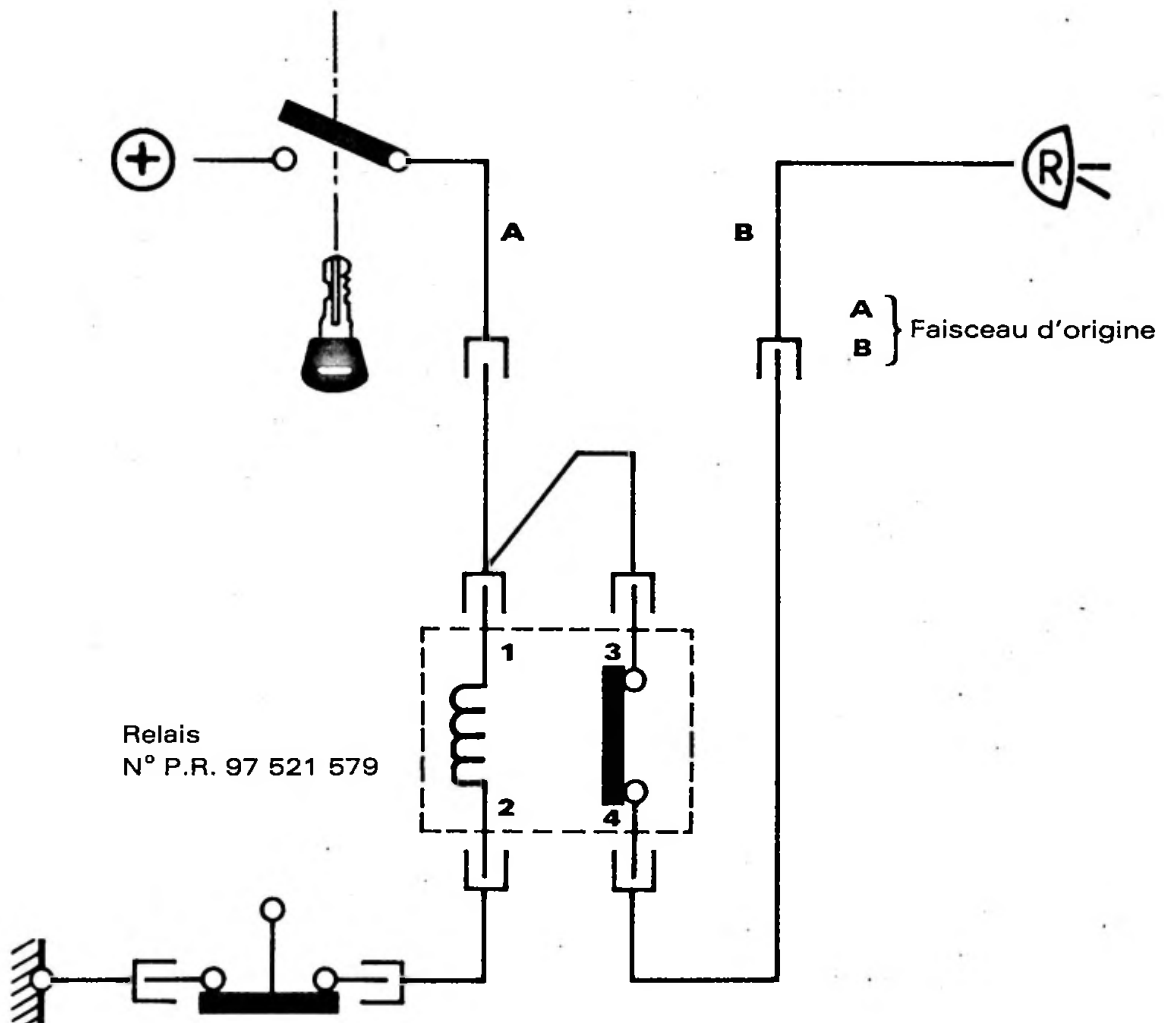 +
R
A
B
A
B
Faisceau d'origine
1
3
Relais
N° P.R. 97 521 579
2
4